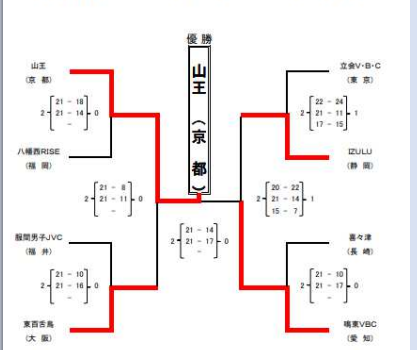 優勝
山王（京都）
山王
（京 都）
2 - 21 - 18 - 0
21 - 14
-
八幡西RISE
（福 岡）
2 - 21 - 8 - 0
21 - 11
-
服間男子JVC
（福 井）
2 - 21 - 10 - 0
21 - 16
-
東百舌鳥
（大 阪）
2 - 21 - 14 - 0
21 - 17
-
立会V・B・C
（東 京）
22 - 24
2 - 21 - 11 - 1
17 - 15
IZULU
（静 岡）
20 - 22
2 - 21 - 14 - 1
15 - 7
喜々津
（長 崎）
2 - 21 - 10 - 0
21 - 17
-
鳴東VBC
（愛 知）